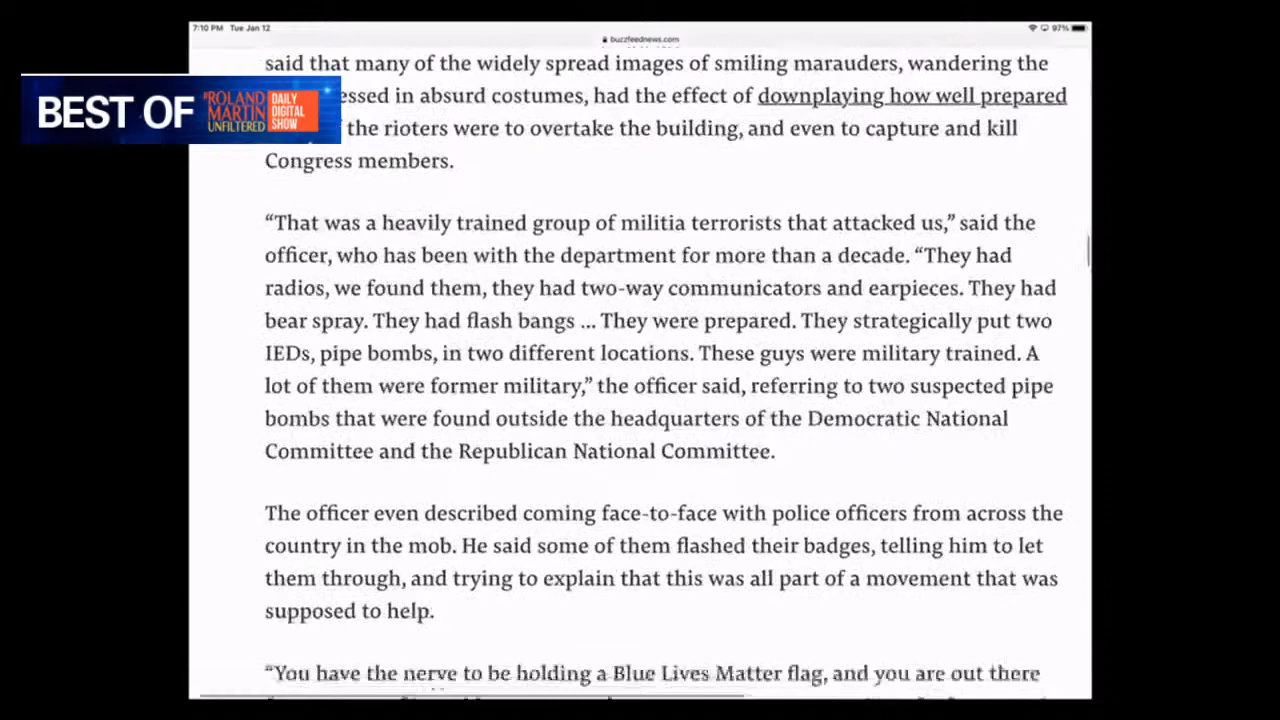 7:10 PM Tue Jan 12
97%
buzzfeednews.com
said that many of the widely spread images of smiling marauders, wandering the
BEST OF #ROLAND MARTIN UNFILTERED DAILY DIGITAL SHOW
essed in absurd costumes, had the effect of downplaying how well prepared
the rioters were to overtake the building, and even to capture and kill
Congress members.
“That was a heavily trained group of militia terrorists that attacked us,” said the
officer, who has been with the department for more than a decade. “They had
radios, we found them, they had two-way communicators and earpieces. They had
bear spray. They had flash bangs ... They were prepared. They strategically put two
IEDs, pipe bombs, in two different locations. These guys were military trained. A
lot of them were former military,” the officer said, referring to two suspected pipe
bombs that were found outside the headquarters of the Democratic National
Committee and the Republican National Committee.
The officer even described coming face-to-face with police officers from across the
country in the mob. He said some of them flashed their badges, telling him to let
them through, and trying to explain that this was all part of a movement that was
supposed to help.
“You have the nerve to be holding a Blue Lives Matter flag, and you are out there